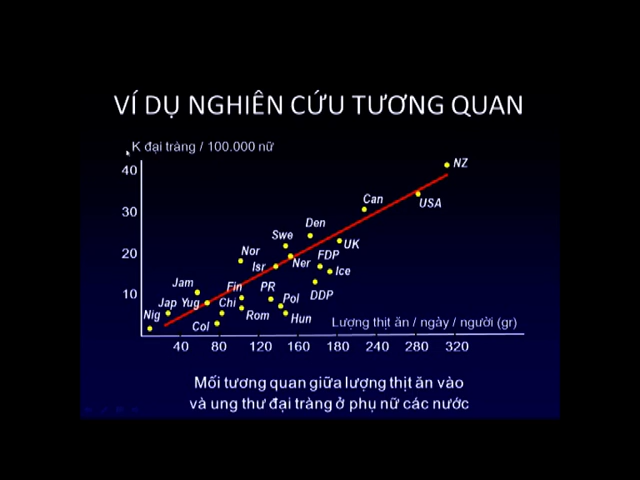 VÍ DỤ NGHIÊN CỨU TƯƠNG QUAN
K đại tràng / 100.000 nữ
40
NZ
30
Can
USA
Den
Swe
UK
20
Nor
FDP
Isr
Ner
Ice
Jam
Fin
PR
10
DDP
Jap
Yug
Chi
Pol
Nig
Rom
Hun
Col
Lượng thịt ăn / ngày / người (gr)
40 80 120 160 180 240 280 320
Mối tương quan giữa lượng thịt ăn vào
và ung thư đại tràng ở phụ nữ các nước